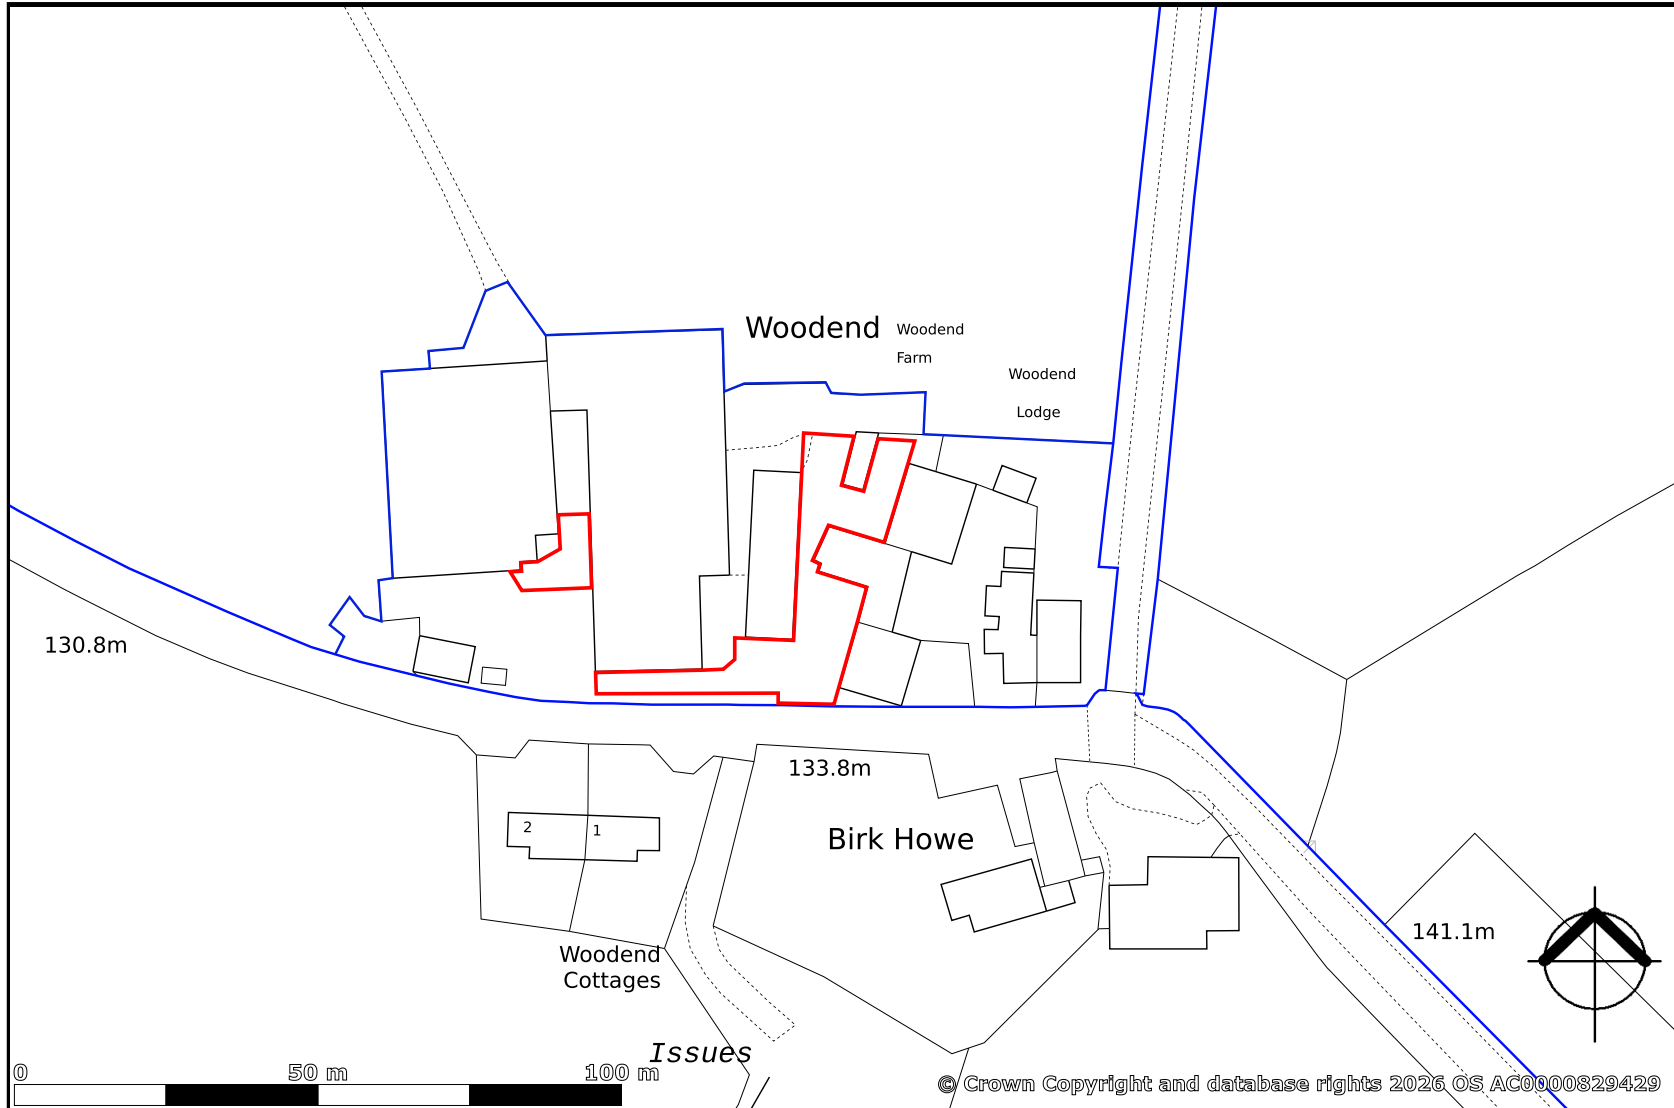 Woodend
Woodend
Farm
Woodend
Lodge
130.8m
133.8m
2
1
Birk Howe
141.1m
Woodend
Cottages
Issues
0
50 m
100 m
© Crown Copyright and database rights 2026 OS AC0000829429